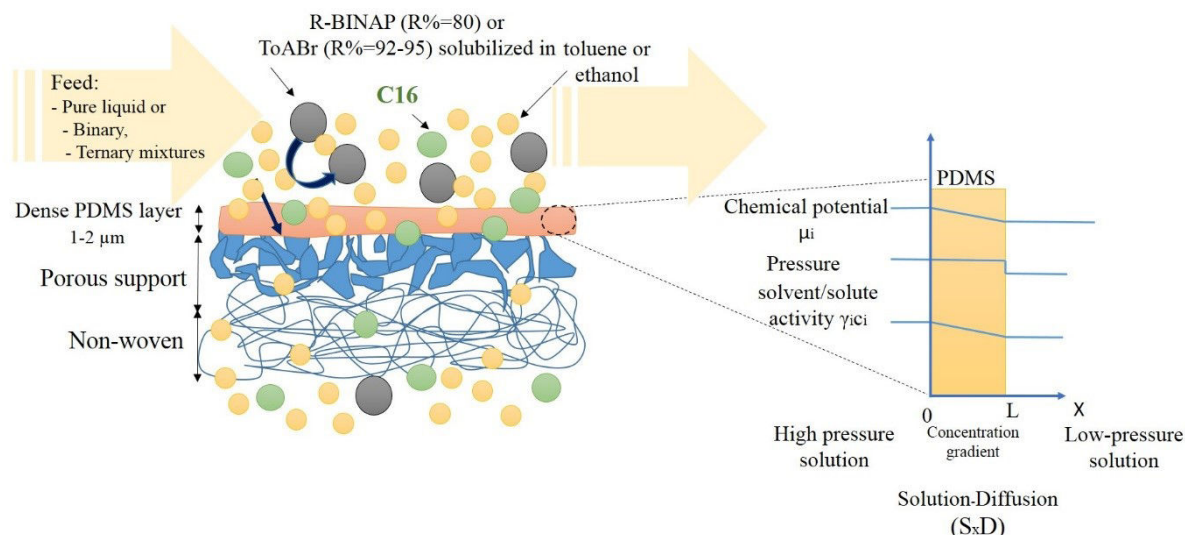 R-BINAP (R%=80) or
ToABr (R%=92-95) solubilized in toluene or
ethanol
Feed:
- Pure liquid or
- Binary,
- Ternary mixtures
C16
Dense PDMS layer
1-2 µm
Porous support
Non-woven
PDMS
Chemical potential
µi
Pressure
solvent/solute
activity γici
0
L
X
High pressure
solution
Concentration
gradient
Low-pressure
solution
Solution-Diffusion
(SxD)